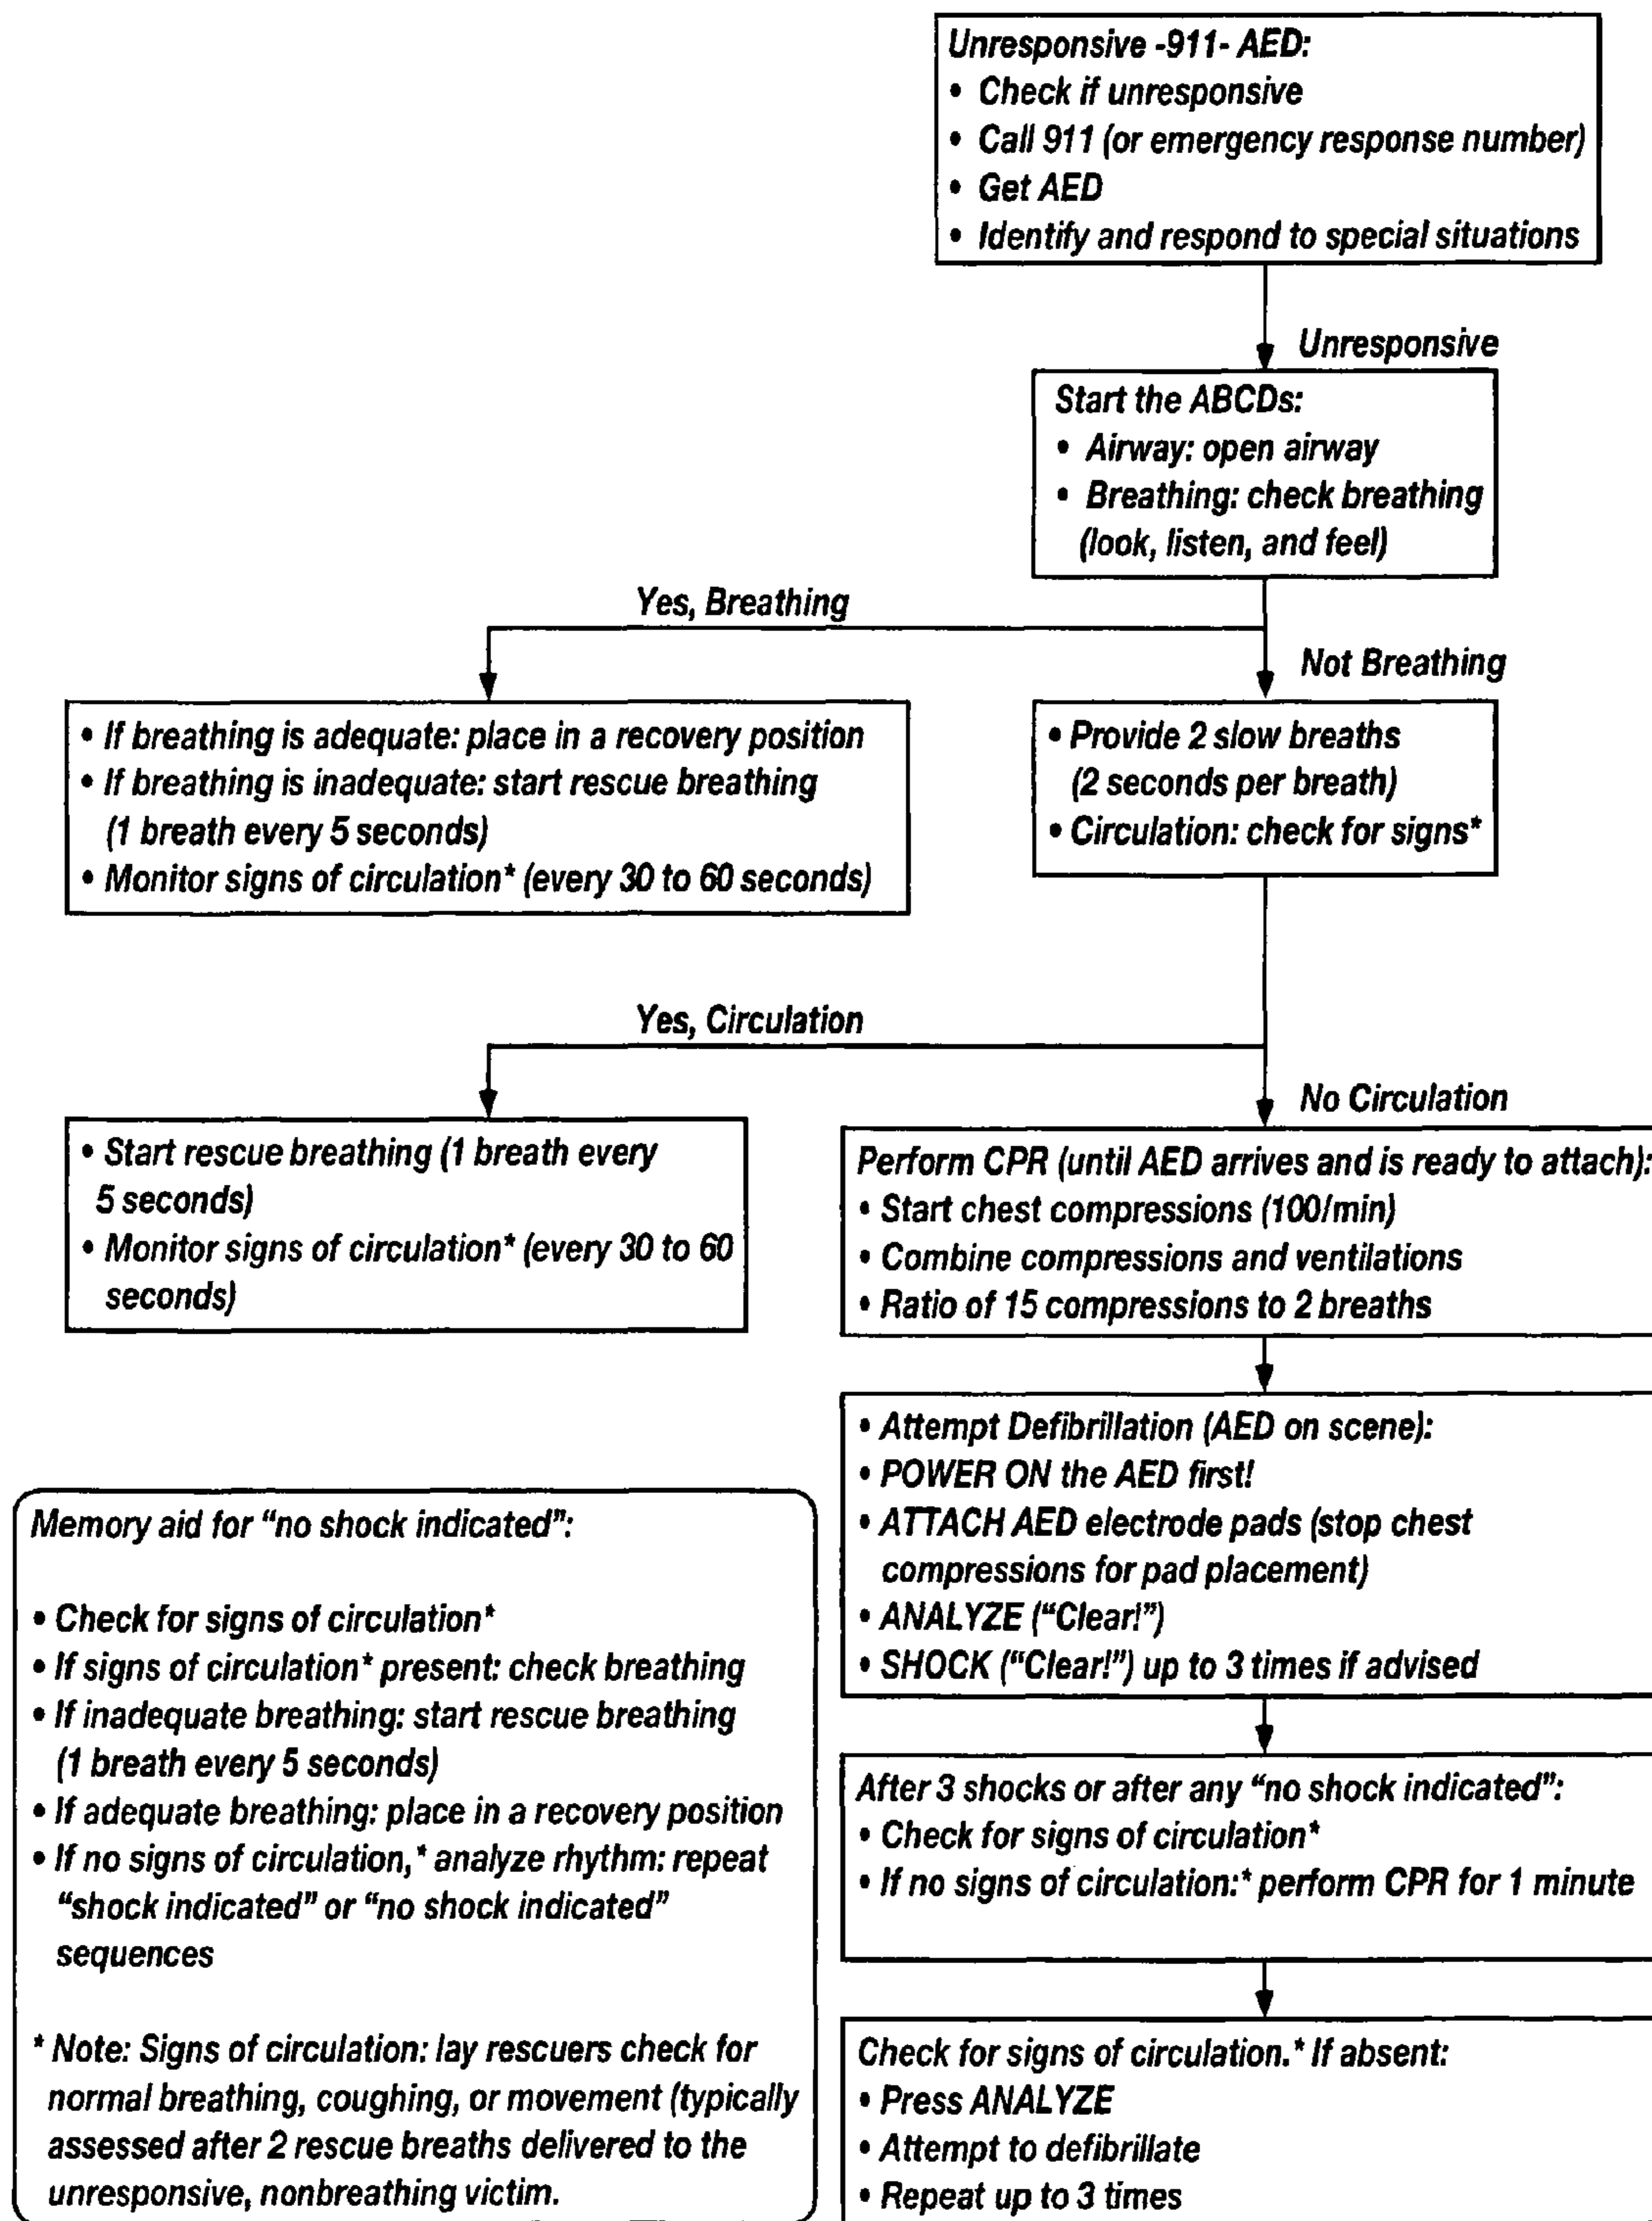 Unresponsive -911- AED:
• Check if unresponsive
• Call 911 (or emergency response number)
• Get AED
• Identify and respond to special situations
Unresponsive
Start the ABCDs:
• Airway: open airway
• Breathing: check breathing
(look, listen, and feel)
Yes, Breathing
Not Breathing
• If breathing is adequate: place in a recovery position
• If breathing is inadequate: start rescue breathing
(1 breath every 5 seconds)
• Monitor signs of circulation* (every 30 to 60 seconds)
• Provide 2 slow breaths
(2 seconds per breath)
• Circulation: check for signs*
Yes, Circulation
No Circulation
• Start rescue breathing (1 breath every
5 seconds)
• Monitor signs of circulation* (every 30 to 60
seconds)
Perform CPR (until AED arrives and is ready to attach):
• Start chest compressions (100/min)
• Combine compressions and ventilations
• Ratio of 15 compressions to 2 breaths
• Attempt Defibrillation (AED on scene):
• POWER ON the AED first!
• ATTACH AED electrode pads (stop chest
compressions for pad placement)
• ANALYZE (“Clear!”)
• SHOCK (“Clear!”) up to 3 times if advised
After 3 shocks or after any “no shock indicated”:
• Check for signs of circulation*
• If no signs of circulation:* perform CPR for 1 minute
Check for signs of circulation.* If absent:
• Press ANALYZE
• Attempt to defibrillate
• Repeat up to 3 times
Memory aid for “no shock indicated”:
• Check for signs of circulation*
• If signs of circulation* present: check breathing
• If inadequate breathing: start rescue breathing
(1 breath every 5 seconds)
• If adequate breathing: place in a recovery position
• If no signs of circulation,* analyze rhythm: repeat
“shock indicated” or “no shock indicated”
sequences
* Note: Signs of circulation: lay rescuers check for
normal breathing, coughing, or movement (typically
assessed after 2 rescue breaths delivered to the
unresponsive, nonbreathing victim.